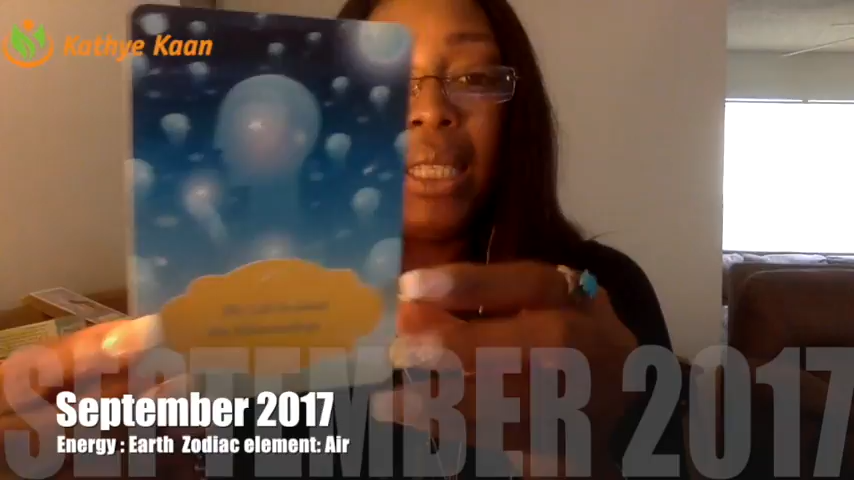 Kathye Kaan
SEPTEMBER 2017
September 2017
Energy : Earth Zodiac element: Air